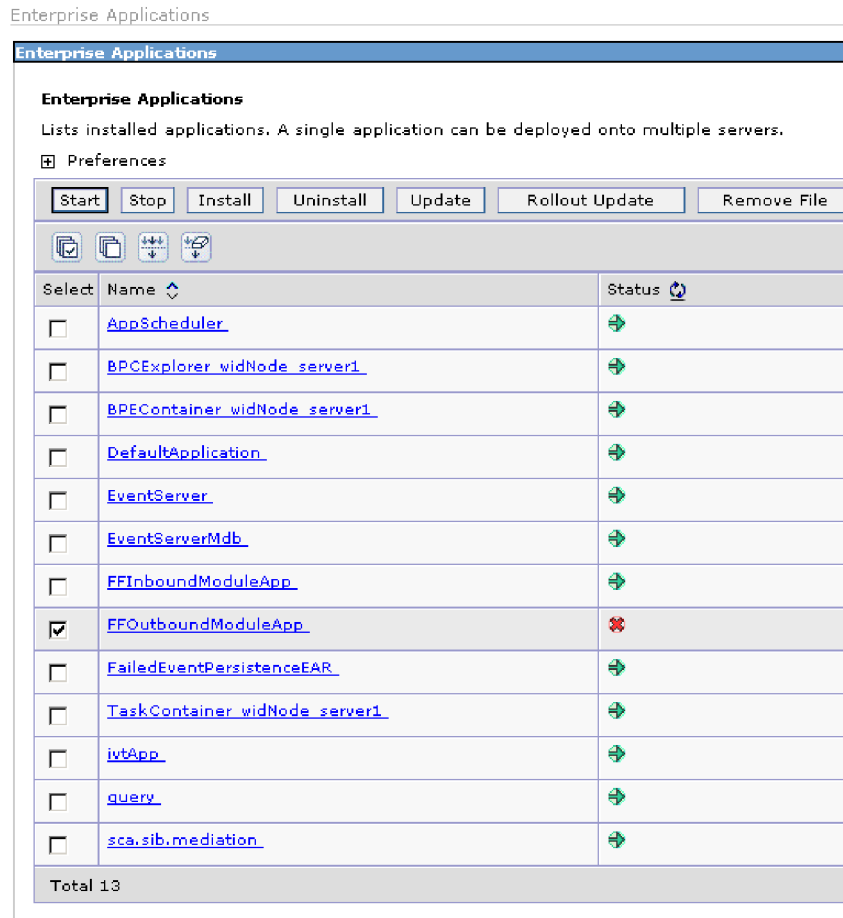 Enterprise Applications
Enterprise Applications
Enterprise Applications
Lists installed applications. A single application can be deployed onto multiple servers.
Preferences
Start Stop Install Uninstall Update Rollout Update Remove File
Select Name Status
AppScheduler
BPCExplorer_widNode_server1
BPEContainer_widNode_server1
DefaultApplication
EventServer
EventServerMdb
FFInboundModuleApp
FFOutboundModuleApp
FailedEventPersistenceEAR
TaskContainer_widNode_server1
ivtApp
query
sca.sib.mediation
Total 13